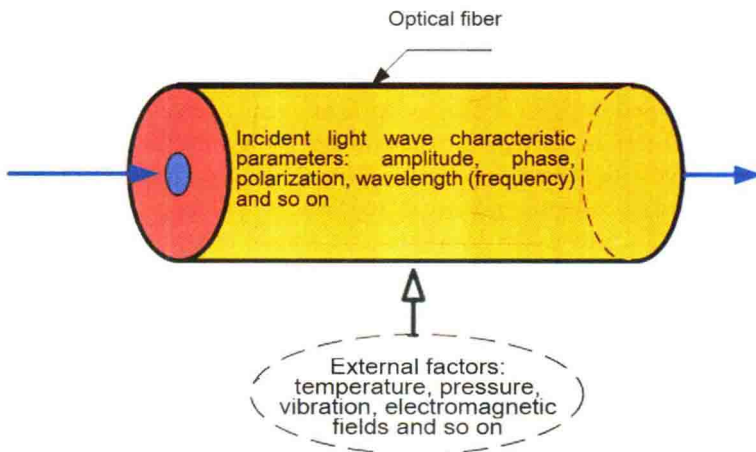 Optical fiber
Incident light wave characteristic
parameters: amplitude, phase,
polarization, wavelength (frequency)
and so on
External factors:
temperature, pressure,
vibration, electromagnetic
fields and so on